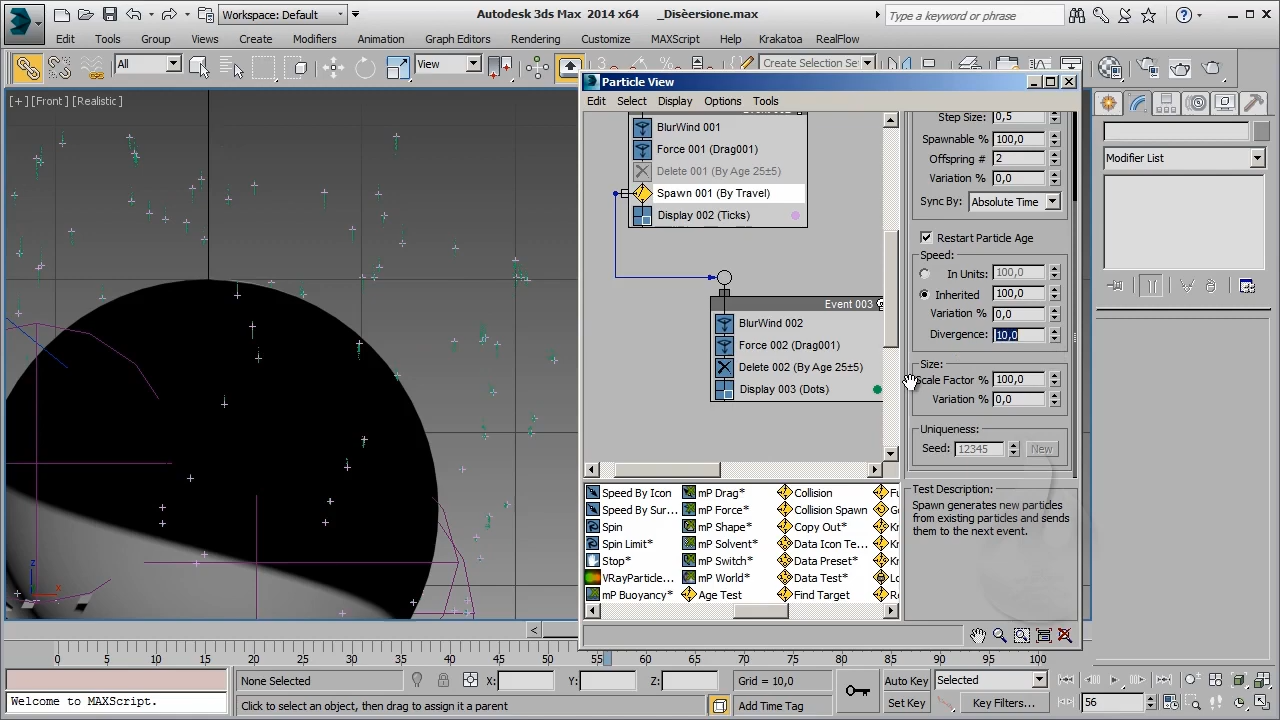 Workspace: Default
Autodesk 3ds Max 2014 x64 _Disèersione.max
Type a keyword or phrase
Edit Tools Group Views Create Modifiers Animation Graph Editors Rendering Customize MAXScript Help Krakatoa RealFlow
All
View
Create Selection Se
[+] [Front] [Realistic]
Particle View
Edit Select Display Options Tools
BlurWind 001
Force 001 (Drag001)
Delete 001 (By Age 25±5)
Spawn 001 (By Travel)
Display 002 (Ticks)
Event 003
BlurWind 002
Force 002 (Drag001)
Delete 002 (By Age 25±5)
Display 003 (Dots)
Step Size: 0,5
Spawnable % 100,0
Offspring # 2
Variation % 0,0
Sync By: Absolute Time
Restart Particle Age
Speed:
In Units: 100,0
Inherited 100,0
Variation % 0,0
Divergence: 10,0
Size:
Scale Factor % 100,0
Variation % 0,0
Uniqueness:
Seed: 12345 New
Test Description:
Spawn generates new particles
from existing particles and sends
them to the next event.
Speed By Icon mP Drag* Collision
Speed By Sur... mP Force* Collision Spawn
Spin mP Shape* Copy Out*
Spin Limit* mP Solvent* Data Icon Te...
Stop* mP Switch* Data Preset*
VRayParticle... mP World* Data Test*
mP Buoyancy* Age Test Find Target
Modifier List
z
x
0 5 10 15 20 25 30 35 40 45 50 55 60 65 70 75 80 85 90 95 100
None Selected X: Y: Z: Grid = 10,0 Auto Key Selected
Welcome to MAXScript. Click to select an object, then drag to assign it a parent Add Time Tag Set Key Key Filters... 56